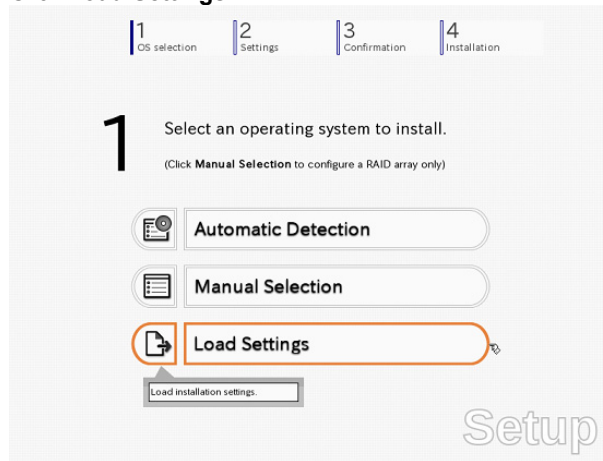 1
OS selection
2
Settings
3
Confirmation
4
Installation
1
Select an operating system to install.
(Click Manual Selection to configure a RAID array only)
Automatic Detection
Manual Selection
Load Settings
Load installation settings.
Setup